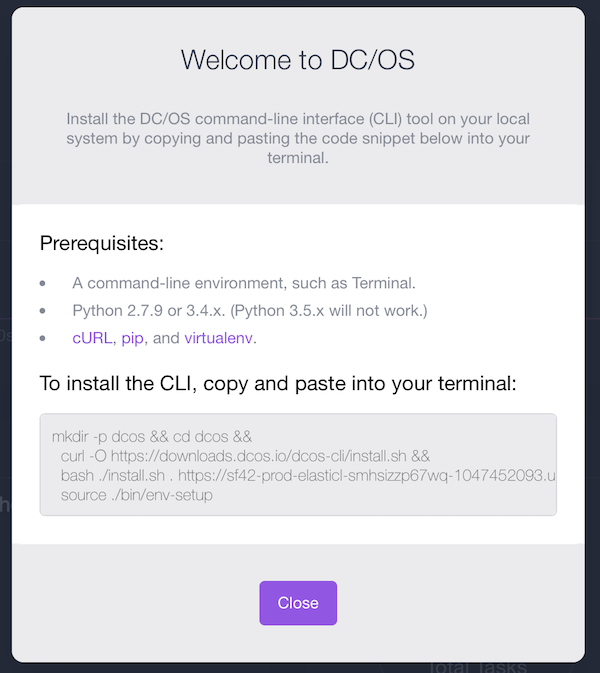 Welcome to DC/OS
Install the DC/OS command-line interface (CLI) tool on your local
system by copying and pasting the code snippet below into your
terminal.
Prerequisites:
• A command-line environment, such as Terminal.
• Python 2.7.9 or 3.4.x. (Python 3.5.x will not work.)
• cURL, pip, and virtualenv.
To install the CLI, copy and paste into your terminal:
mkdir -p dcos && cd dcos &&
curl -O https://downloads.dcos.io/dcos-cli/install.sh &&
bash ./install.sh . https://sf42-prod-elasticl-smhsizzp67wq-1047452093.u
source ./bin/env-setup
Close
Total Tasks